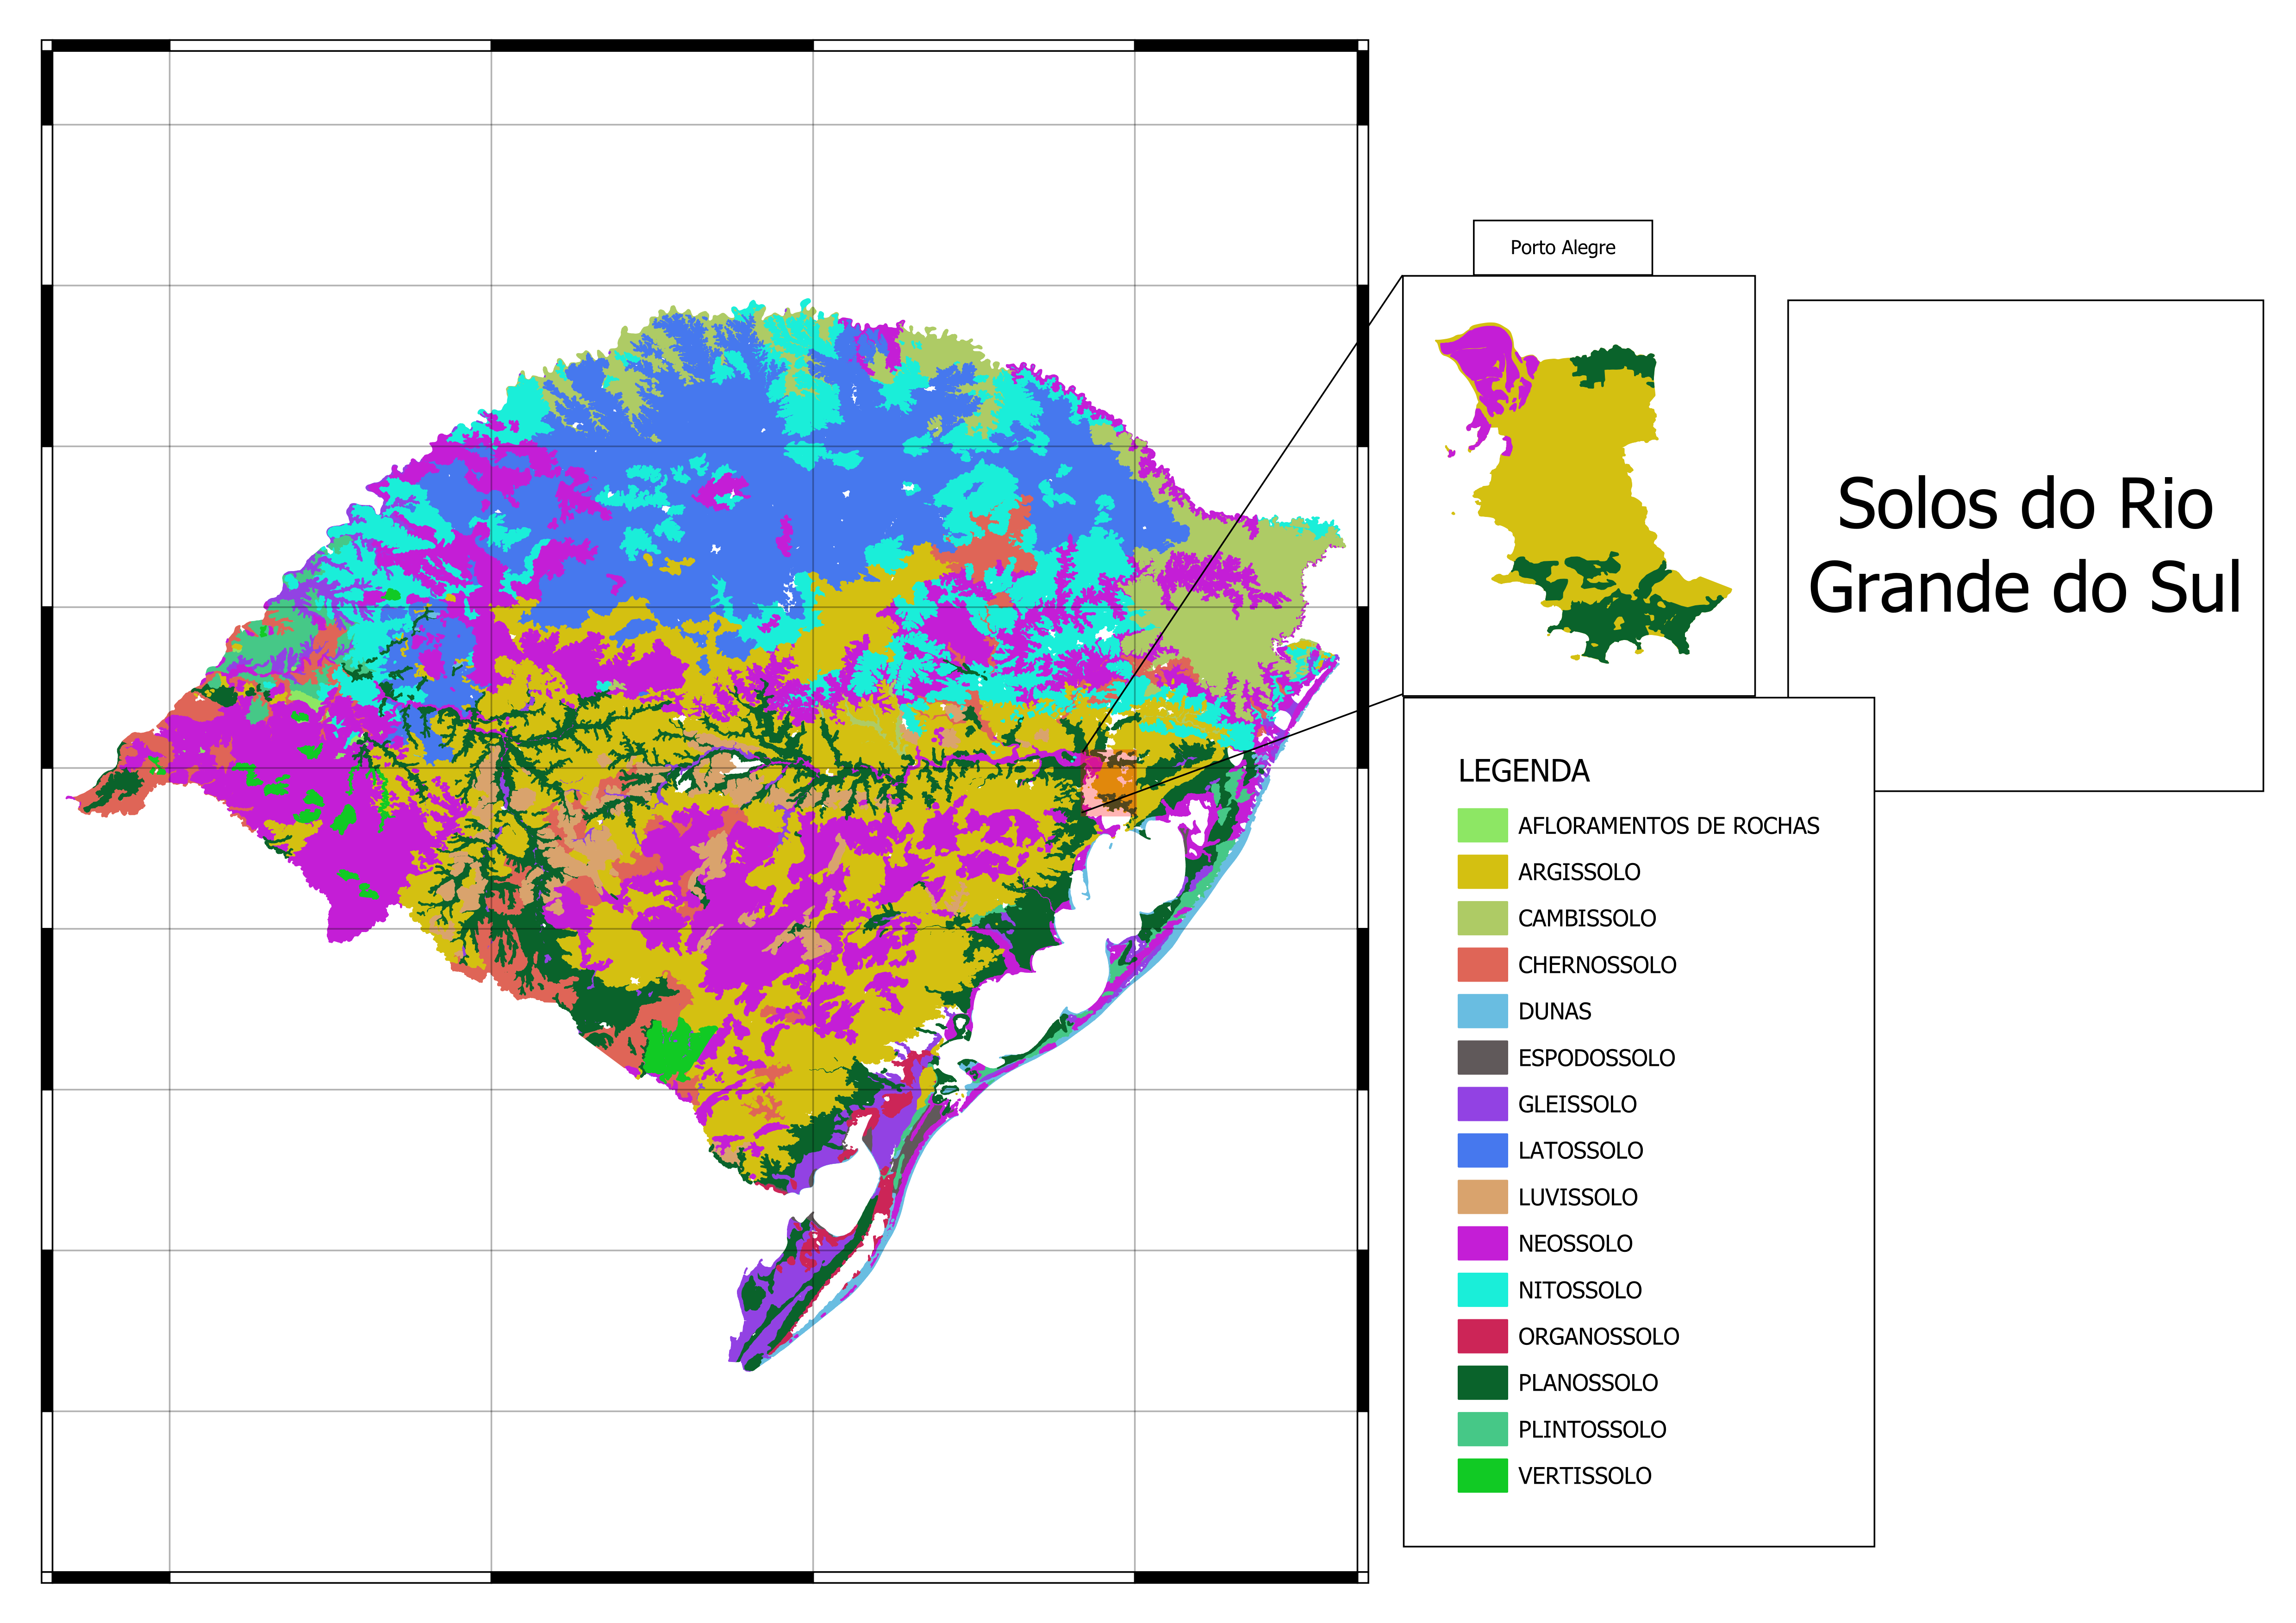 Porto Alegre
Solos do Rio
Grande do Sul
LEGENDA
AFLORAMENTOS DE ROCHAS
ARGISSOLO
CAMBISSOLO
CHERNOSSOLO
DUNAS
ESPODOSSOLO
GLEISSOLO
LATOSSOLO
LUVISSOLO
NEOSSOLO
NITOSSOLO
ORGANOSSOLO
PLANOSSOLO
PLINTOSSOLO
VERTISSOLO